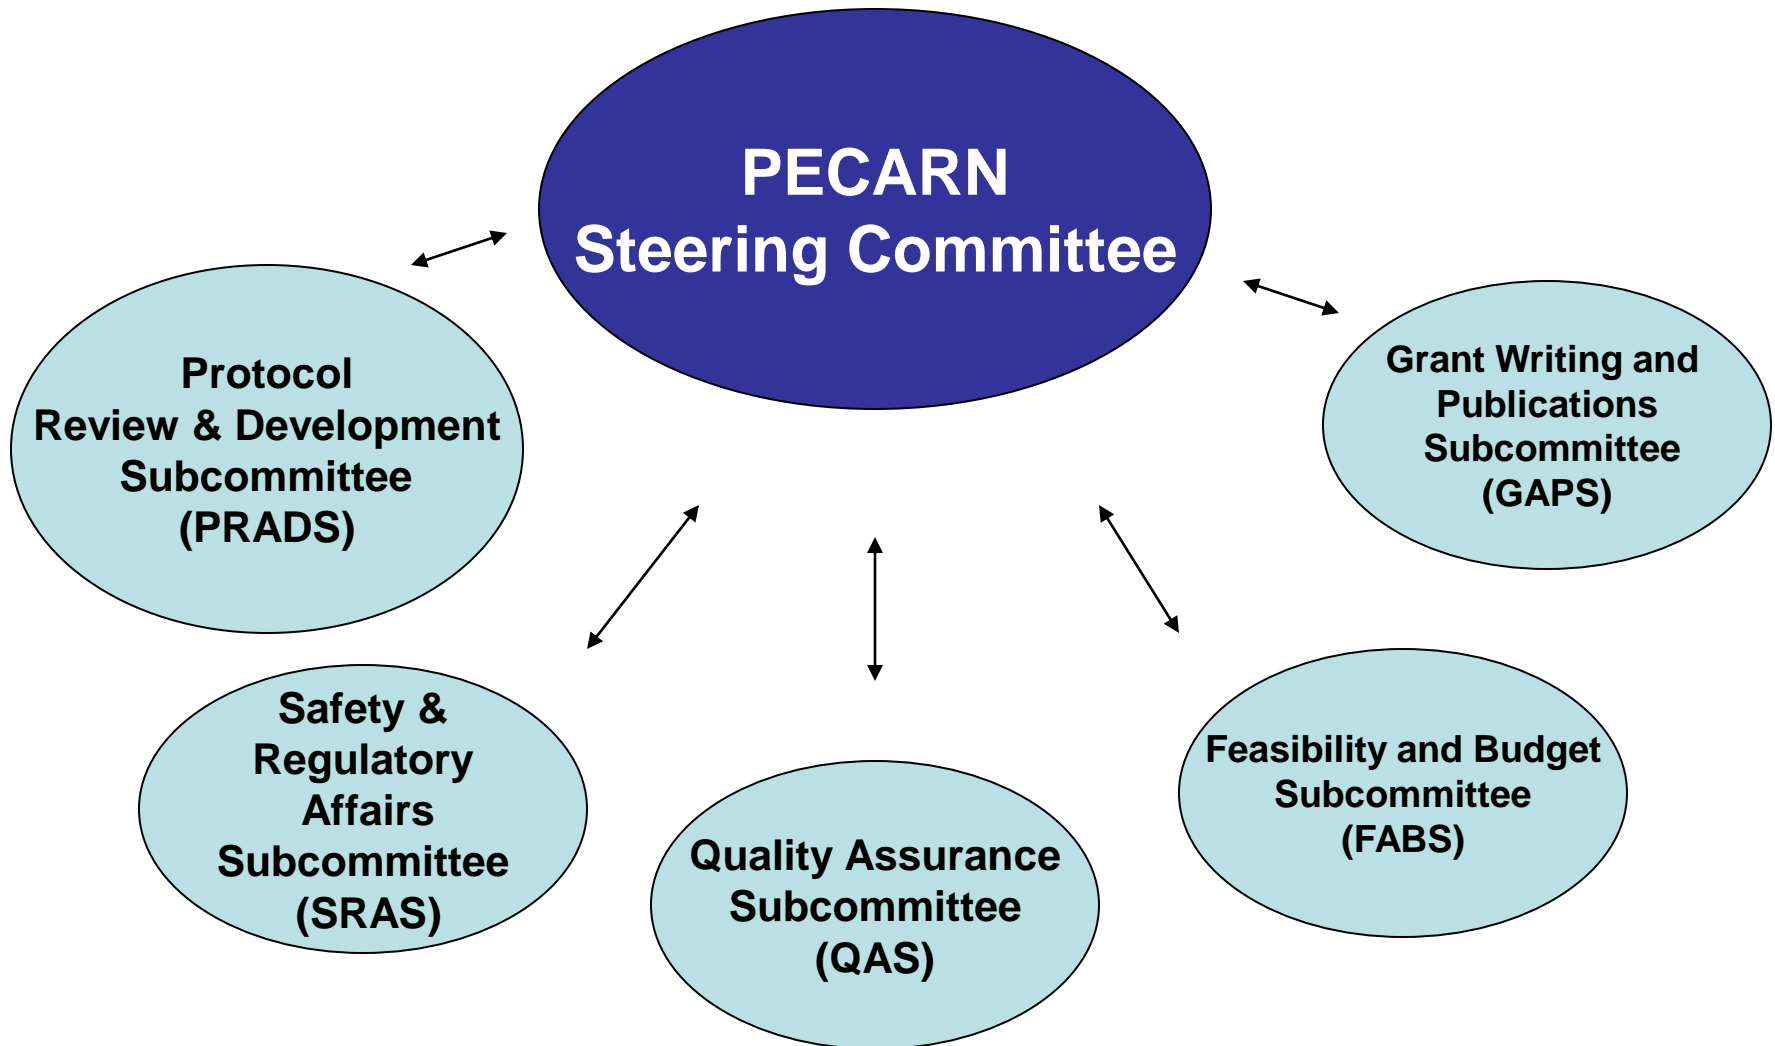 PECARN
Steering Committee
Protocol
Review & Development
Subcommittee
(PRADS)
Grant Writing and
Publications
Subcommittee
(GAPS)
Safety &
Regulatory
Affairs
Subcommittee
(SRAS)
Quality Assurance
Subcommittee
(QAS)
Feasibility and Budget
Subcommittee
(FABS)